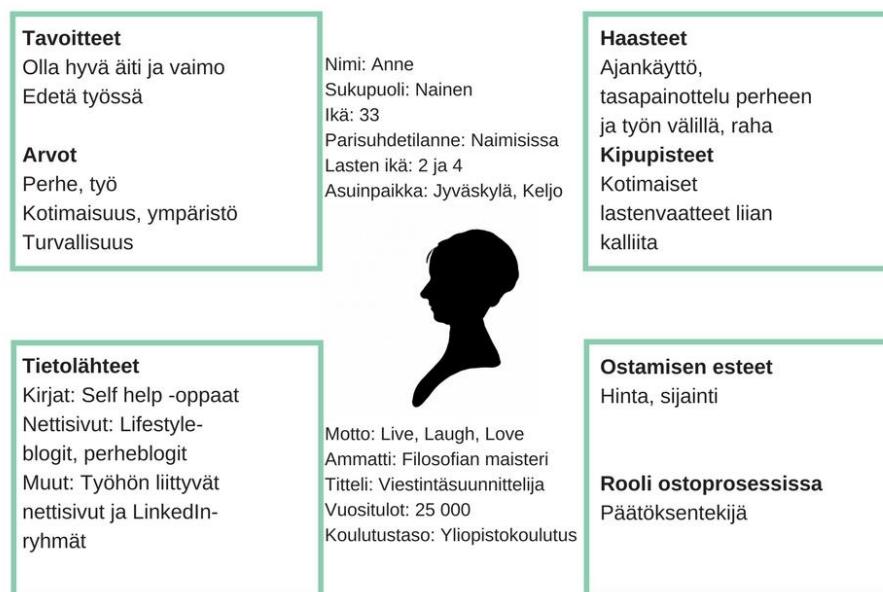 Tavoitteet
Olla hyvä äiti ja vaimo
Edetä työssä
Arvot
Perhe, työ
Kotimaisuus, ympäristö
Turvallisuus
Nimi: Anne
Sukupuoli: Nainen
Ikä: 33
Parisuhdetilanne: Naimisissa
Lasten ikä: 2 ja 4
Asuinpaikka: Jyväskylä, Keljo
Haasteet
Ajankäyttö,
tasapainottelu perheen
ja työn välillä, raha
Kipupisteet
Kotimaiset
lastenvaatteet liian
kalliita
Tietolähteet
Kirjat: Self help -oppaat
Nettisivut: Lifestyle-
blogit, perheblogit
Muut: Työhön liittyvät
nettisivut ja LinkedIn-
ryhmät
Motto: Live, Laugh, Love
Ammatti: Filosofian maisteri
Titteli: Viestintäsuunnittelija
Vuositulot: 25 000
Koulutustaso: Yliopistokoulutus
Ostamisen esteet
Hinta, sijainti
Rooli ostoprosessissa
Päätöksentekijä